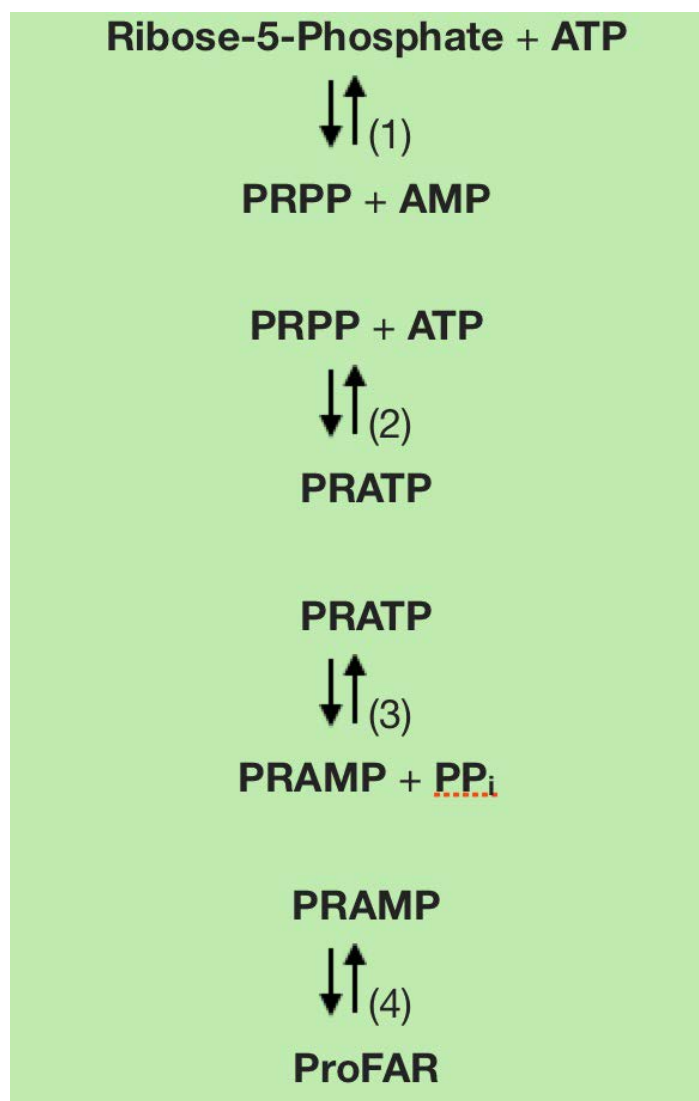 Ribose-5-Phosphate + ATP
(1)
PRPP + AMP
PRPP + ATP
(2)
PRATP
PRATP
(3)
PRAMP + PPi
PRAMP
(4)
ProFAR